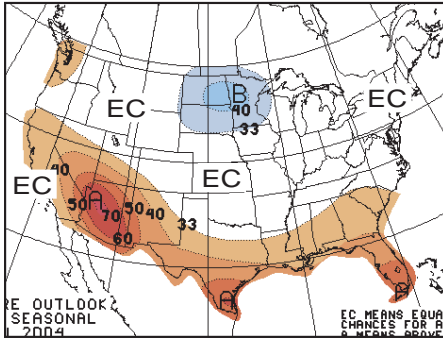 EC
B
EC
40
33
EC
EC
40
50
A
70
50
40
33
60
A
A
RE OUTLOOK
SEASONAL
2004
EC MEANS EQUA
CHANCES FOR A
A MEANS ABOVE